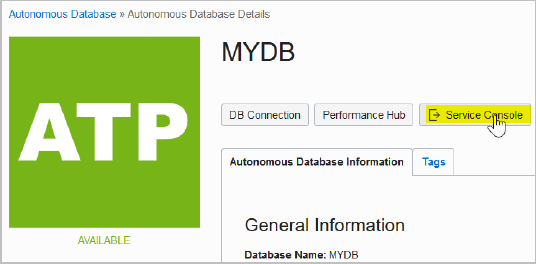 Autonomous Database » Autonomous Database Details
MYDB
ATP
DB Connection Performance Hub Service Console
Autonomous Database Information Tags
AVAILABLE
General Information
Database Name: MYDB